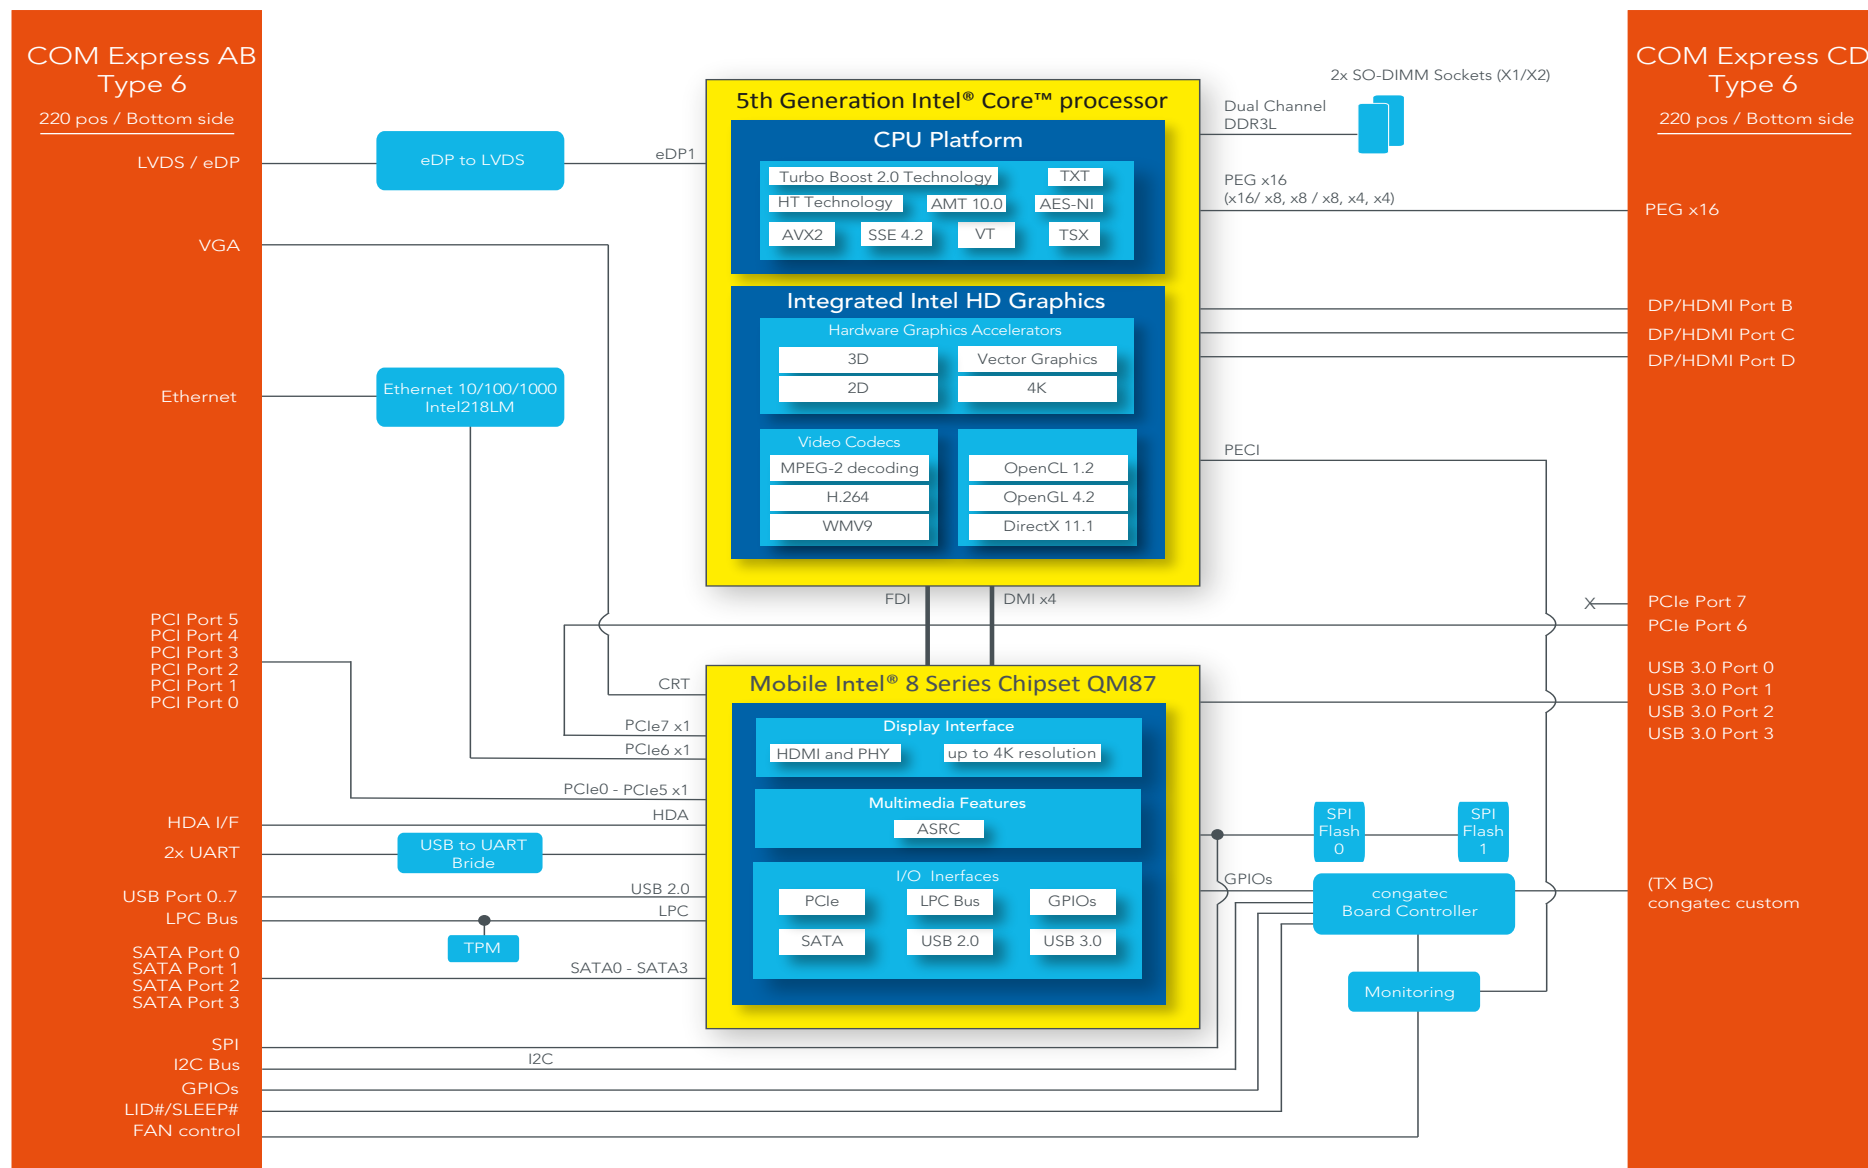 COM Express AB
Type 6
220 pos / Bottom side
LVDS / eDP
VGA
Ethernet
PCI Port 5
PCI Port 4
PCI Port 3
PCI Port 2
PCI Port 1
PCI Port 0
HDA I/F
2x UART
USB Port 0..7
LPC Bus
SATA Port 0
SATA Port 1
SATA Port 2
SATA Port 3
SPI
I2C Bus
GPIOs
LID#/SLEEP#
FAN control
eDP to LVDS
eDP1
Ethernet 10/100/1000
Intel218LM
CRT
PCIe7 x1
PCIe6 x1
PCIe0 - PCIe5 x1
HDA
USB to UART
Bride
USB 2.0
LPC
TPM
SATA0 - SATA3
I2C
5th Generation Intel® Core™ processor
CPU Platform
Turbo Boost 2.0 Technology
TXT
HT Technology
AMT 10.0
AES-NI
AVX2
SSE 4.2
VT
TSX
Integrated Intel HD Graphics
Hardware Graphics Accelerators
3D
Vector Graphics
2D
4K
Video Codecs
MPEG-2 decoding
H.264
WMV9
OpenCL 1.2
OpenGL 4.2
DirectX 11.1
FDI
DMI x4
Mobile Intel® 8 Series Chipset QM87
Display Interface
HDMI and PHY
up to 4K resolution
Multimedia Features
ASRC
I/O Inerfaces
PCIe
LPC Bus
GPIOs
SATA
USB 2.0
USB 3.0
2x SO-DIMM Sockets (X1/X2)
Dual Channel
DDR3L
PEG x16
(x16/ x8, x8 / x8, x4, x4)
PECI
X
SPI
Flash
0
SPI
Flash
1
GPIOs
congatec
Board Controller
Monitoring
COM Express CD
Type 6
220 pos / Bottom side
PEG x16
DP/HDMI Port B
DP/HDMI Port C
DP/HDMI Port D
PCIe Port 7
PCIe Port 6
USB 3.0 Port 0
USB 3.0 Port 1
USB 3.0 Port 2
USB 3.0 Port 3
(TX BC)
congatec custom